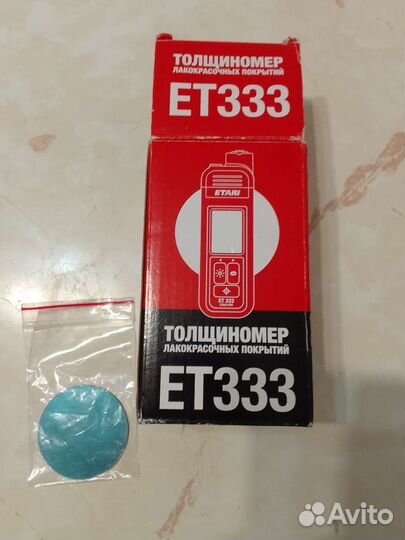 ТОЛЩИНОМЕР
ЛАКОКРАСОЧНЫХ ПОКРЫТИЙ
ET333
ETARI
ET 333
ТОЛЩИНОМЕР
ЛАКОКРАСОЧНЫХ ПОКРЫТИЙ
ET333
Avito